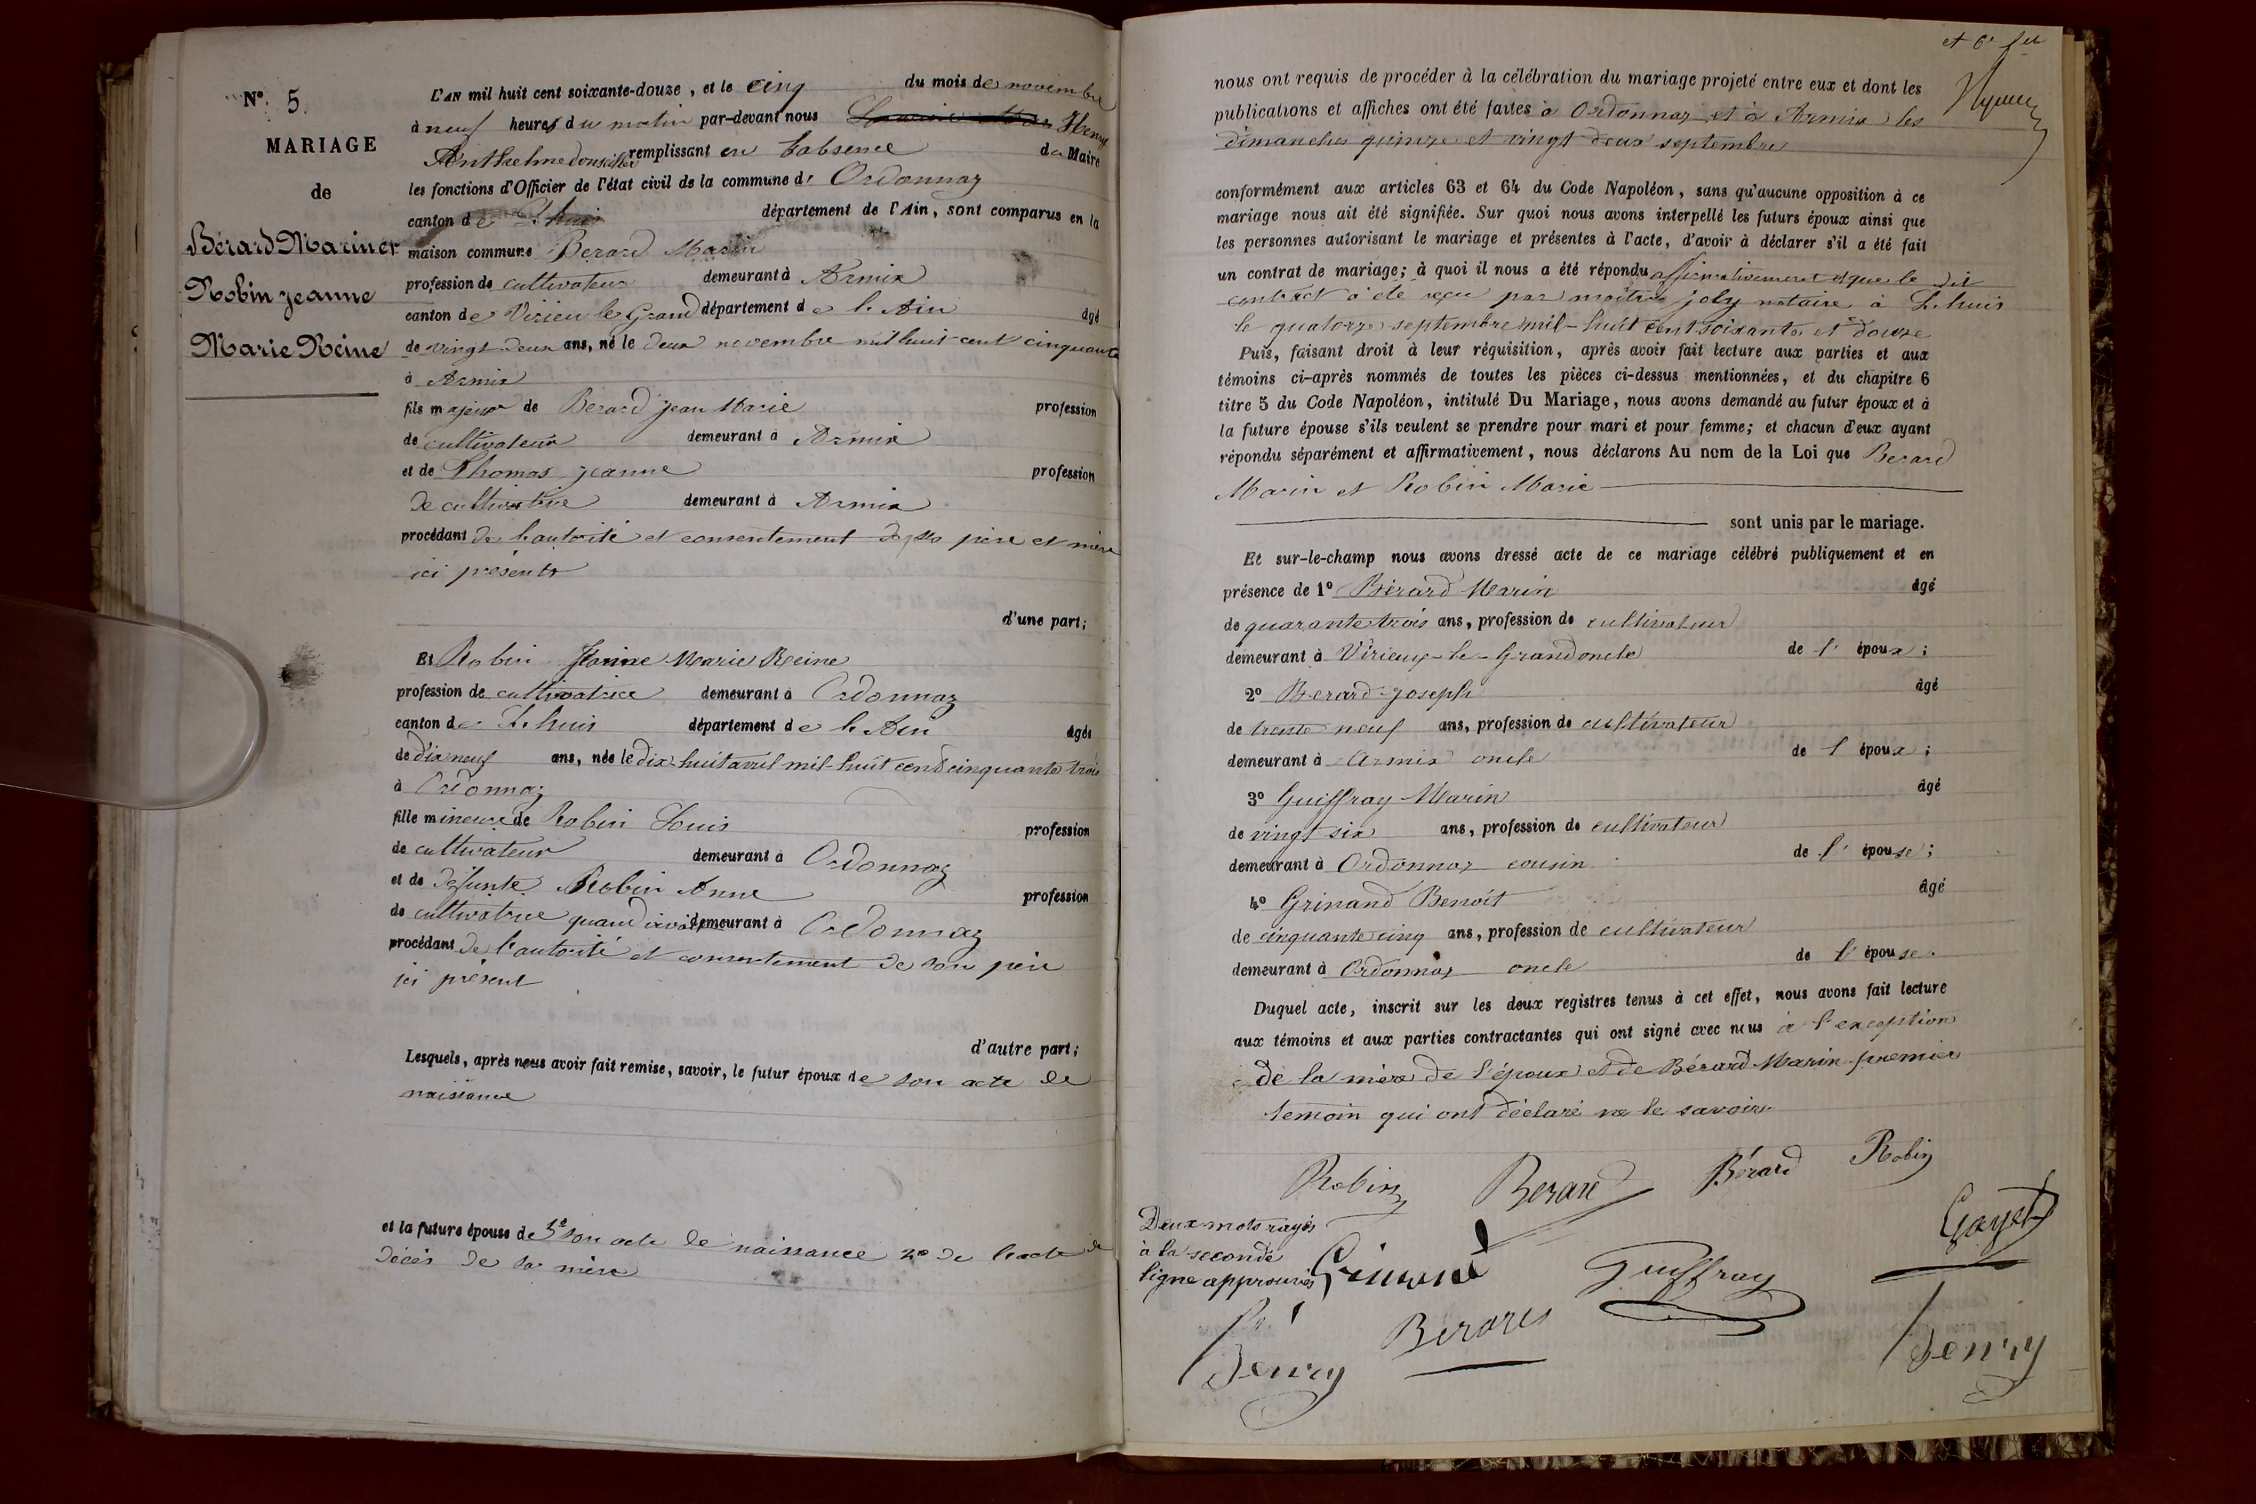 N° 5.
MARIAGE
de
Bérard Marin et
Robin jeanne
Marie Reine
L'AN mil huit cent soixante-douze, et le cinq du mois de novembre
à neuf heures du matin par-devant nous Henry
Anthelme conseiller remplissant en l'absence du Maire
les fonctions d'Officier de l'état civil de la commune d' Ordonnaz
canton de Lhuis département de l'Ain, sont comparus en la
maison commune Berard Marin
profession de cultivateur demeurant à Armix
canton de Virieu le Grand département de l'Ain âgé
de vingt deux ans, né le deux novembre mil huit cent cinquante
à Armix
fils majeur de Berard jean Marie profession
de cultivateur demeurant à Armix
et de Thomas jeanne profession
de cultivatrice demeurant à Armix
procédant de l'autorité et consentement de ses père et mère
ici présents
d'une part;
Et Robin Jeanne Marie Reine
profession de cultivatrice demeurant à Ordonnaz
canton de Lhuis département de l'Ain âgée
de dix neuf ans, née le dix-huit avril mil-huit cent cinquante trois
à Ordonnaz
fille mineure de Robin Louis profession
de cultivateur demeurant à Ordonnaz
et de défunte Robin Anne profession
de cultivatrice quand vivait demeurant à Ordonnaz
procédant de l'autorité et consentement de son père
ici présent
d'autre part;
Lesquels, après nous avoir fait remise, savoir, le futur époux de son acte de
naissance
et la future épouse de 1° son acte de naissance 2° de l'acte de
décès de sa mère
nous ont requis de procéder à la célébration du mariage projeté entre eux et dont les
publications et affiches ont été faites à Ordonnaz et à Armix les
dimanches quinze et vingt deux septembre
conformément aux articles 63 et 64 du Code Napoléon, sans qu'aucune opposition à ce
mariage nous ait été signifiée. Sur quoi nous avons interpellé les futurs époux ainsi que
les personnes autorisant le mariage et présentes à l'acte, d'avoir à déclarer s'il a été fait
un contrat de mariage; à quoi il nous a été répondu affirmativement et que le dit
contract a été reçu par maître joly notaire à Lhuis
le quatorze septembre mil-huit cent soixante et douze
Puis, faisant droit à leur réquisition, après avoir fait lecture aux parties et aux
témoins ci-après nommés de toutes les pièces ci-dessus mentionnées, et du chapitre 6
titre 5 du Code Napoléon, intitulé Du Mariage, nous avons demandé au futur époux et à
la future épouse s'ils veulent se prendre pour mari et pour femme; et chacun d'eux ayant
répondu séparément et affirmativement, nous déclarons Au nom de la Loi que Berard
Marin et Robin Marie
sont unis par le mariage.
Et sur-le-champ nous avons dressé acte de ce mariage célébré publiquement et en
présence de 1° Bérard Marin âgé
de quarante trois ans, profession de cultivateur
demeurant à Virieux-le-Grand oncle de l'époux;
2° Berard joseph âgé
de trente neuf ans, profession de cultivateur
demeurant à Armix oncle de l'époux;
3° Guiffray Marin âgé
de vingt six ans, profession de cultivateur
demeurant à Ordonnaz cousin de l'épouse;
4° Grinand Benoît âgé
de cinquante cinq ans, profession de cultivateur
demeurant à Ordonnaz oncle de l'épouse.
Duquel acte, inscrit sur les deux registres tenus à cet effet, nous avons fait lecture
aux témoins et aux parties contractantes qui ont signé avec nous à l'exception
de la mère de l'époux et de Bérard Marin premier
temoin qui ont déclaré ne le savoir.
Robin Berard Bérard Robin
Deux mots rayés
à la seconde
ligne approuvés
Grinand Guiffray Gayet
Berard
Henry Henry